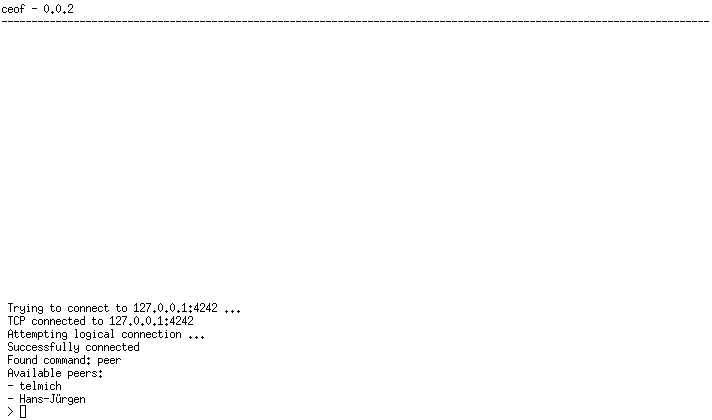 ceof - 0.0.2
Trying to connect to 127.0.0.1:4242 ...
TCP connected to 127.0.0.1:4242
Attempting logical connection ...
Successfully connected
Found command: peer
Available peers:
- telmich
- Hans-Jürgen
>